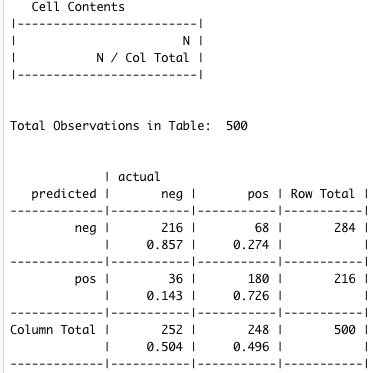 Cell Contents
|-------------------------|
|                       N |
|           N / Col Total |
|-------------------------|
Total Observations in Table:  500
             | actual
   predicted |       neg |       pos | Row Total |
-------------|-----------|-----------|-----------|
         neg |       216 |        68 |       284 |
             |     0.857 |     0.274 |           |
-------------|-----------|-----------|-----------|
         pos |        36 |       180 |       216 |
             |     0.143 |     0.726 |           |
-------------|-----------|-----------|-----------|
Column Total |       252 |       248 |       500 |
             |     0.504 |     0.496 |           |
-------------|-----------|-----------|-----------|